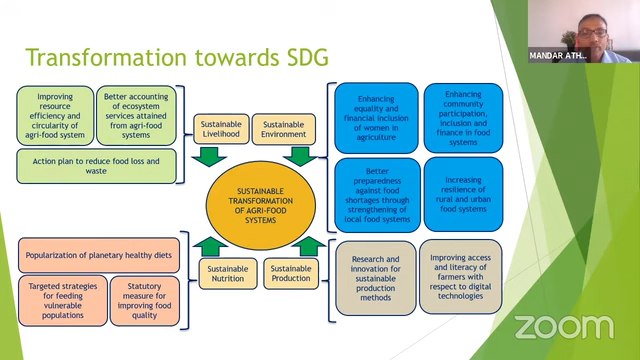 Transformation towards SDG
MANDAR ATH...
Improving
resource
efficiency and
circularity of
agri-food system
Better accounting
of ecosystem
services attained
from agri-food
systems
Action plan to reduce food loss and
waste
Sustainable
Livelihood
Sustainable
Environment
Enhancing
equality and
financial inclusion
of women in
agriculture
Enhancing
community
participation,
inclusion and
finance in food
systems
Better
preparedness
against food
shortages through
strengthening of
local food systems
Increasing
resilience of
rural and urban
food systems
SUSTAINABLE
TRANSFORMATION
OF AGRI-FOOD
SYSTEMS
Popularization of planetary healthy diets
Targeted strategies
for feeding
vulnerable
populations
Statutory
measure for
improving food
quality
Sustainable
Nutrition
Sustainable
Production
Research and
innovation for
sustainable
production
methods
Improving access
and literacy of
farmers with
respect to digital
technologies
zoom